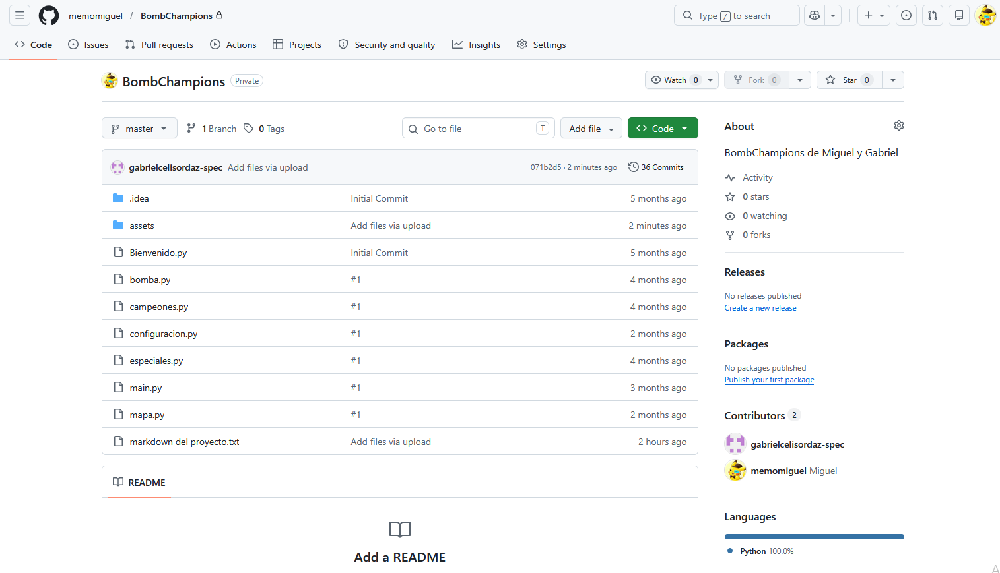 memomiguel / BombChampions
Type / to search
Code Issues Pull requests Actions Projects Security and quality Insights Settings
BombChampions Private
Watch 0 Fork 0 Star 0
master 1 Branch 0 Tags
Go to file T Add file Code
gabrielcelisordaz-spec Add files via upload 071b2d5 · 2 minutes ago 36 Commits
.idea Initial Commit 5 months ago
assets Add files via upload 2 minutes ago
Bienvenido.py Initial Commit 5 months ago
bomba.py #1 4 months ago
campeones.py #1 4 months ago
configuracion.py #1 2 months ago
especiales.py #1 4 months ago
main.py #1 3 months ago
mapa.py #1 2 months ago
markdown del proyecto.txt Add files via upload 2 hours ago
README
Add a README
About
BombChampions de Miguel y Gabriel
Activity
0 stars
0 watching
0 forks
Releases
No releases published
Create a new release
Packages
No packages published
Publish your first package
Contributors 2
gabrielcelisordaz-spec
memomiguel Miguel
Languages
Python 100.0%
A